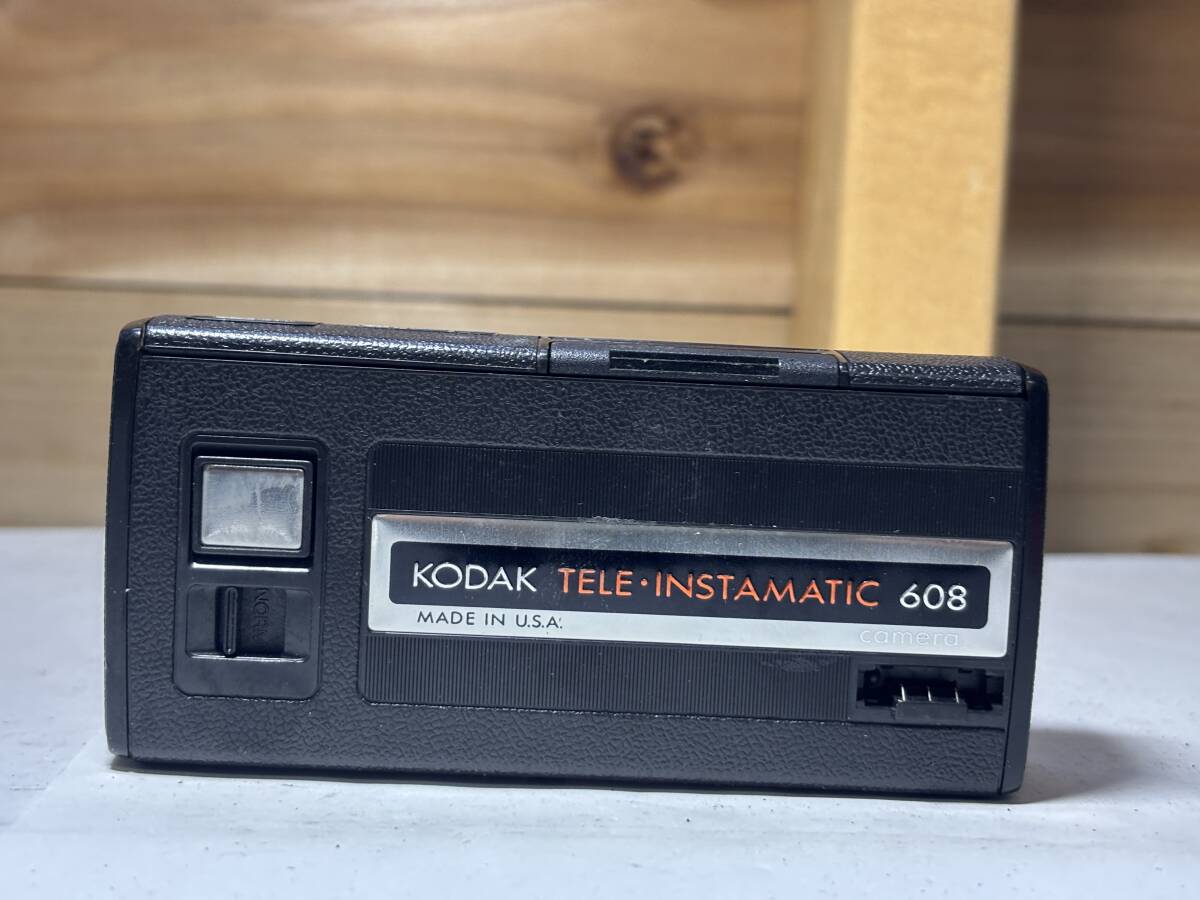 KODAK TELE·INSTAMATIC 608
MADE IN U.S.A.
camera
NORM